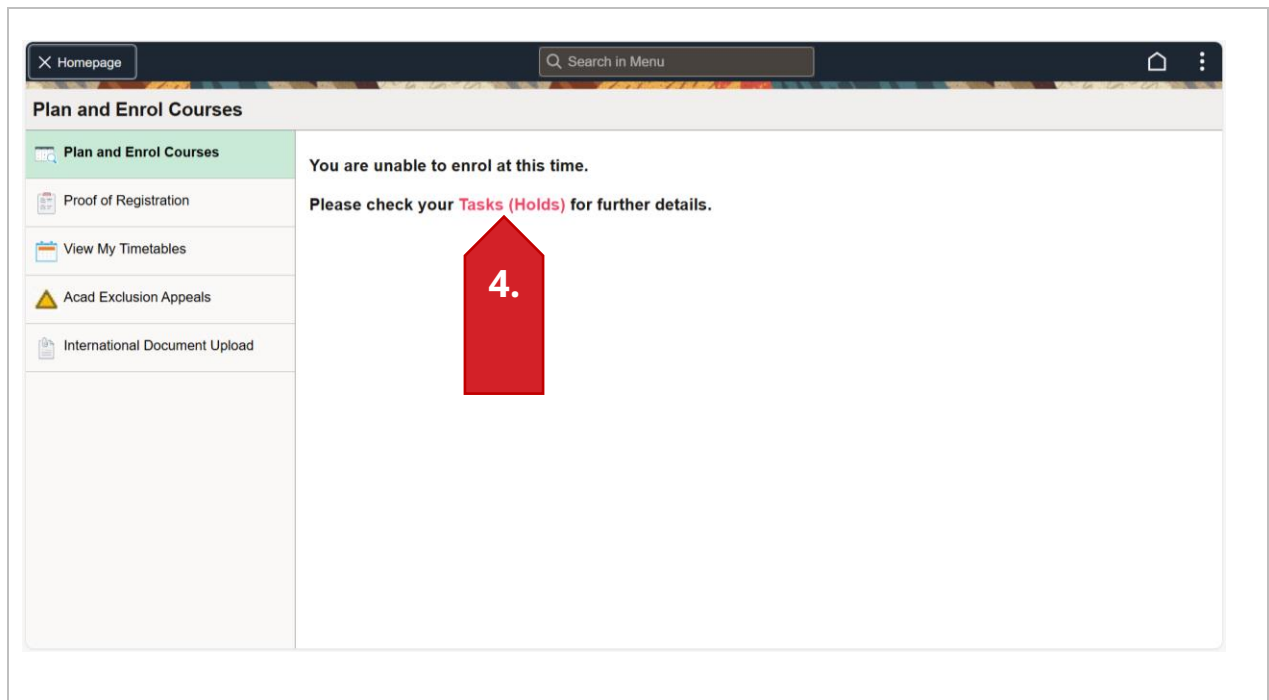 Homepage
Search in Menu
Plan and Enrol Courses
Plan and Enrol Courses
Proof of Registration
View My Timetables
Acad Exclusion Appeals
International Document Upload
You are unable to enrol at this time.
Please check your Tasks (Holds) for further details.
4.